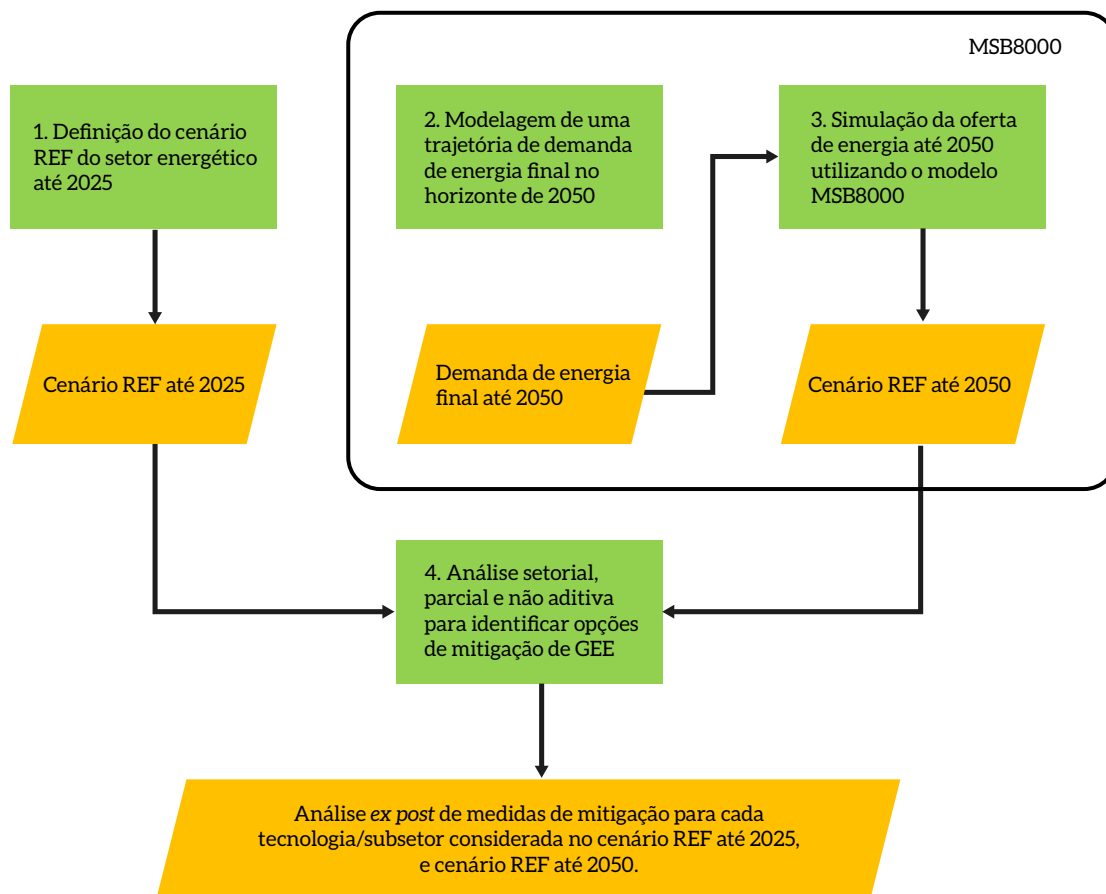 MSB8000
1. Definição do cenário
REF do setor energético
até 2025
2. Modelagem de uma
trajetória de demanda
de energia final no
horizonte de 2050
3. Simulação da oferta
de energia até 2050
utilizando o modelo
MSB8000
Cenário REF até 2025
Demanda de energia
final até 2050
Cenário REF até 2050
4. Análise setorial,
parcial e não aditiva
para identificar opções
de mitigação de GEE
Análise ex post de medidas de mitigação para cada
tecnologia/subsetor considerada no cenário REF até 2025,
e cenário REF até 2050.